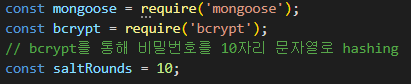 const mongoose = require('mongoose');
const bcrypt = require('bcrypt');
// bcrypt를 통해 비밀번호를 10자리 문자열로 hashing
const saltRounds = 10;